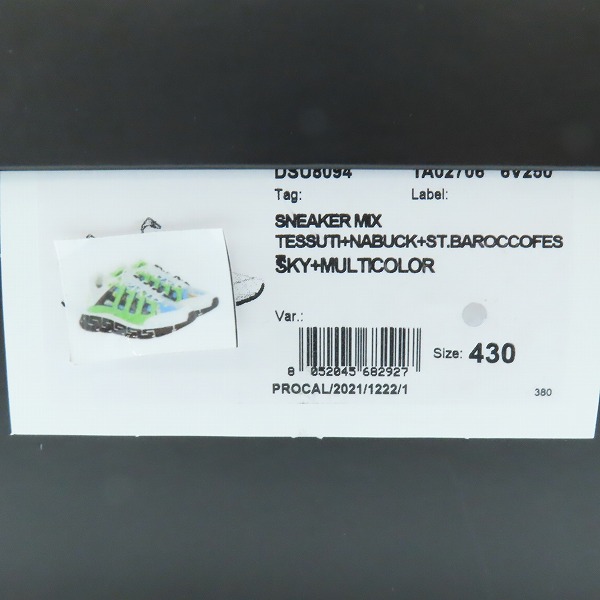 DSU8094 1A02706 6V250
Tag: Label:
SNEAKER MIX
TESSUTI+NABUCK+ST.BAROCCOFES
T
SKY+MULTICOLOR
Var.:
Size: 430
8 052045 682927
PROCAL/2021/1222/1
380